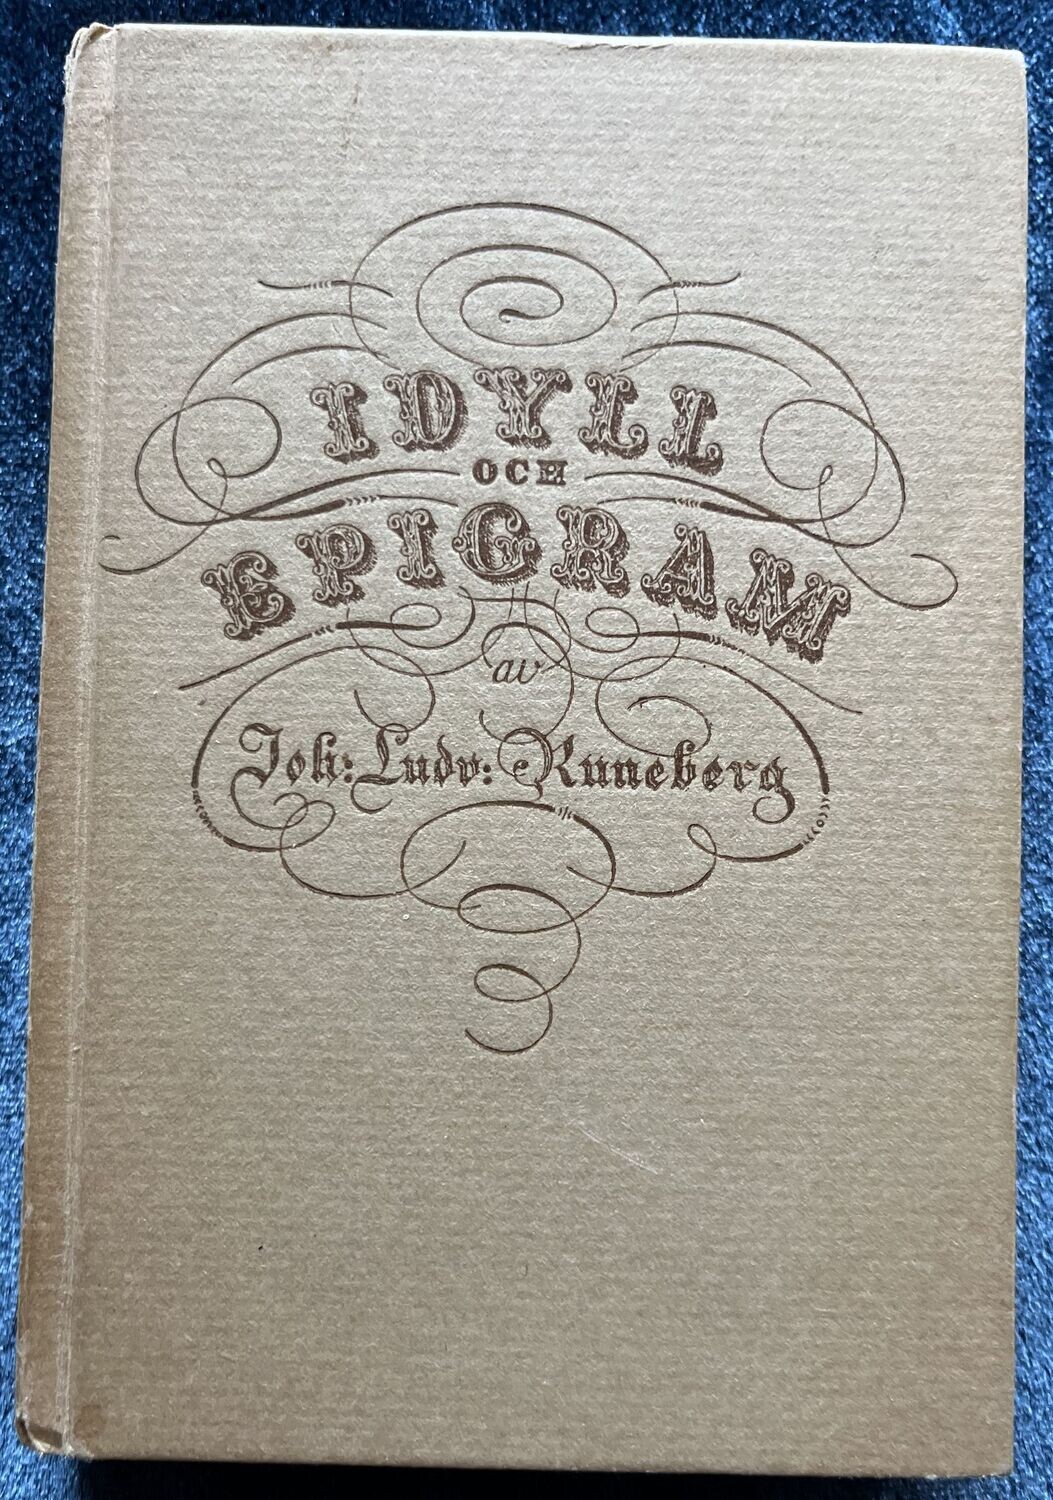 IDYLL
OCH
EPIGRAM
av
Joh: Ludv: Runeberg